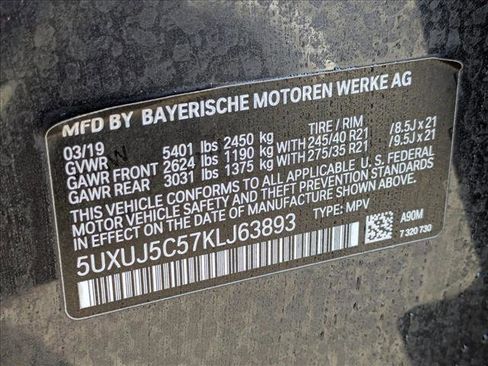 MFD BY BAYERISCHE MOTOREN WERKE AG
03/19 TIRE / RIM
GVWR 5401 lbs 2450 kg
GAWR FRONT 2624 lbs 1190 kg WITH 245/40 R21 / 8.5J x 21
GAWR REAR 3031 lbs 1375 kg WITH 275/35 R21 / 9.5J x 21
THIS VEHICLE CONFORMS TO ALL APPLICABLE U. S. FEDERAL
MOTOR VEHICLE SAFETY AND THEFT PREVENTION STANDARDS
IN EFFECT ON THE DATE OF MANUFACTURE SHOWN ABOVE.
5UXUJ5C57KLJ63893 TYPE: MPV
A90M
7 320 730